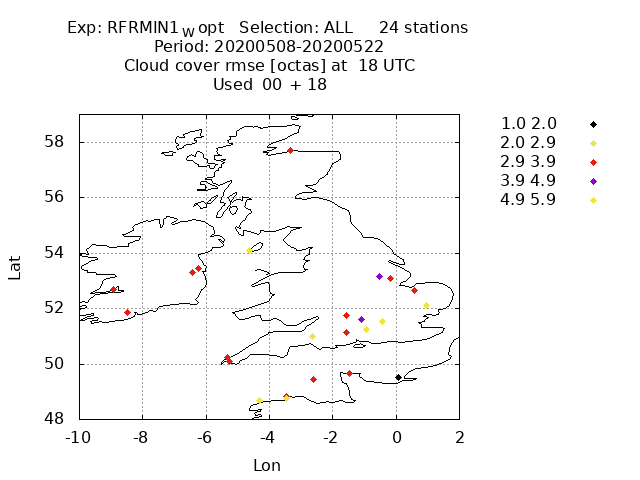 Exp: RFRMIN1 W opt   Selection: ALL     24 stations
Period: 20200508-20200522
Cloud cover rmse [octas] at  18 UTC
Used  00 + 18
1.0 2.0
2.0 2.9
2.9 3.9
3.9 4.9
4.9 5.9
58
56
54
52
50
48
Lat
-10 -8 -6 -4 -2 0 2
Lon